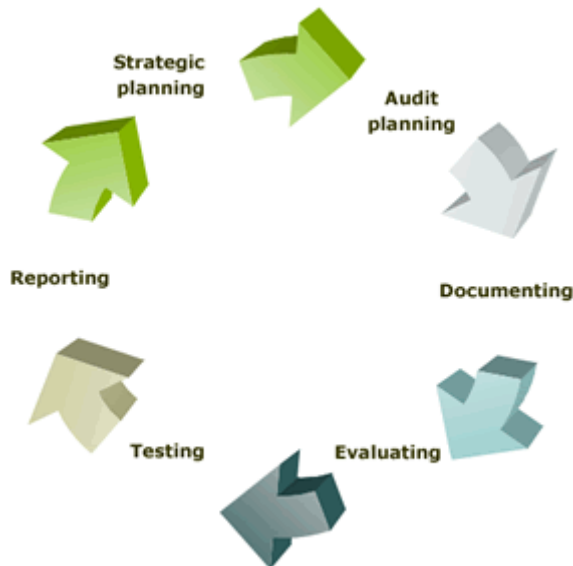 Strategic
planning
Audit
planning
Reporting
Documenting
Testing
Evaluating